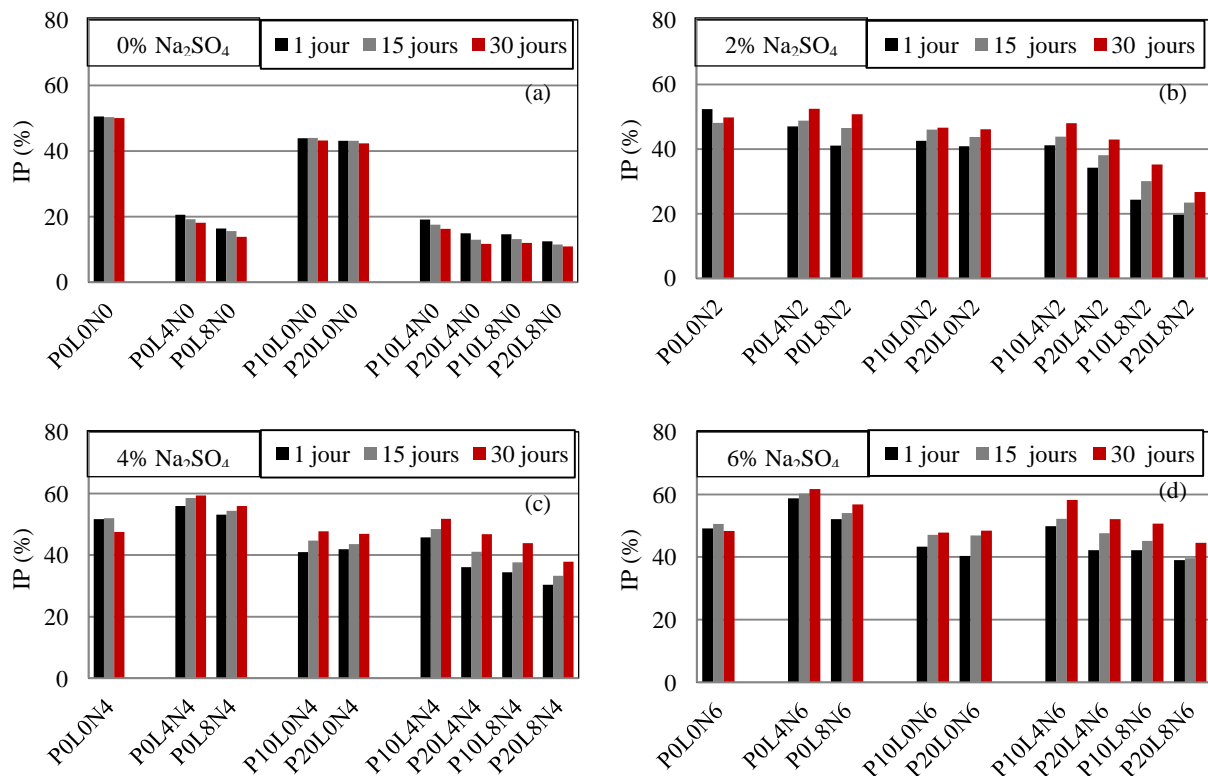 0% Na₂SO₄
1 jour 15 jours 30 jours
(a)
IP (%)
80
60
40
20
0
P0L0N0 P0L4N0 P0L8N0 P10L0N0 P20L0N0 P10L4N0 P20L4N0 P10L8N0 P20L8N0
2% Na₂SO₄
1 jour 15 jours 30 jours
(b)
IP (%)
80
60
40
20
0
P0L0N2 P0L4N2 P0L8N2 P10L0N2 P20L0N2 P10L4N2 P20L4N2 P10L8N2 P20L8N2
4% Na₂SO₄
1 jour 15 jours 30 jours
(c)
IP (%)
80
60
40
20
0
P0L0N4 P0L4N4 P0L8N4 P10L0N4 P20L0N4 P10L4N4 P20L4N4 P10L8N4 P20L8N4
6% Na₂SO₄
1 jour 15 jours 30 jours
(d)
IP (%)
80
60
40
20
0
P0L0N6 P0L4N6 P0L8N6 P10L0N6 P20L0N6 P10L4N6 P20L4N6 P10L8N6 P20L8N6